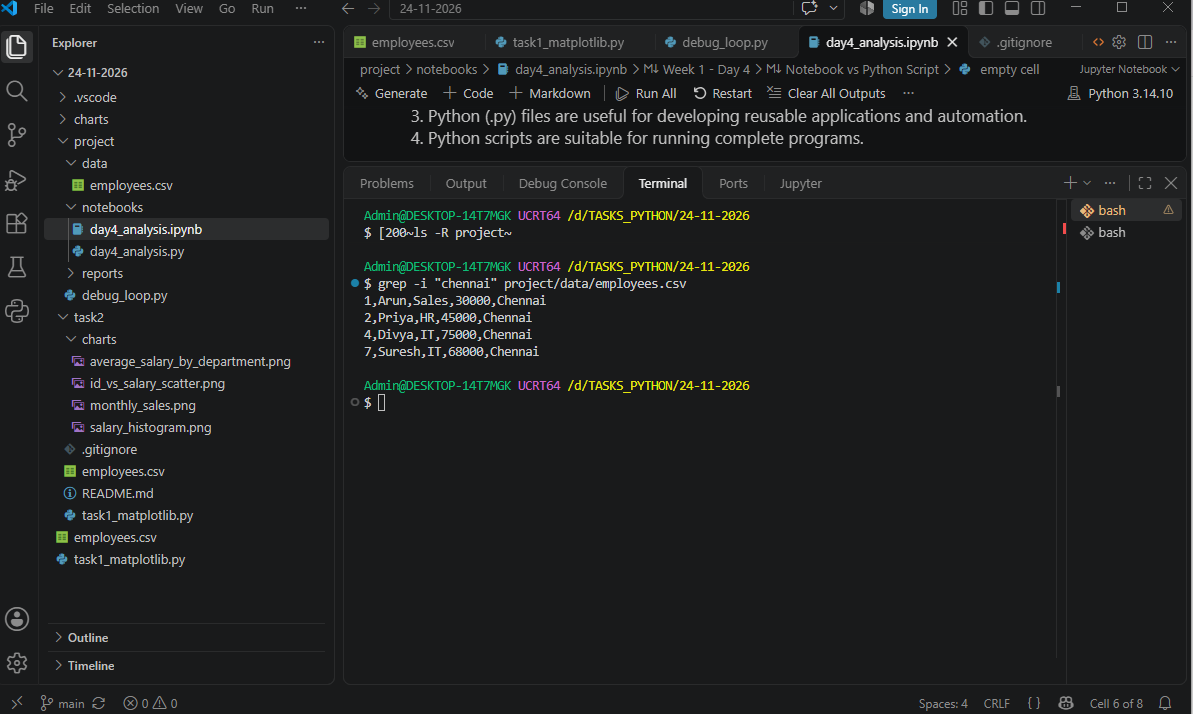 File Edit Selection View Go Run ··· 24-11-2026 Sign In
Explorer ···
24-11-2026
.vscode
charts
project
data
employees.csv
notebooks
day4_analysis.ipynb
day4_analysis.py
reports
debug_loop.py
task2
charts
average_salary_by_department.png
id_vs_salary_scatter.png
monthly_sales.png
salary_histogram.png
.gitignore
employees.csv
README.md
task1_matplotlib.py
employees.csv
task1_matplotlib.py
Outline
Timeline
employees.csv task1_matplotlib.py debug_loop.py day4_analysis.ipynb .gitignore ···
project > notebooks > day4_analysis.ipynb > M↓ Week 1 - Day 4 > M↓ Notebook vs Python Script > empty cell Jupyter Notebook
Generate + Code + Markdown Run All Restart Clear All Outputs ··· Python 3.14.10
3. Python (.py) files are useful for developing reusable applications and automation.
4. Python scripts are suitable for running complete programs.
Problems Output Debug Console Terminal Ports Jupyter
Admin@DESKTOP-14T7MGK UCRT64 /d/TASKS_PYTHON/24-11-2026
$ [200~ls -R project~
Admin@DESKTOP-14T7MGK UCRT64 /d/TASKS_PYTHON/24-11-2026
$ grep -i "chennai" project/data/employees.csv
1,Arun,Sales,30000,Chennai
2,Priya,HR,45000,Chennai
4,Divya,IT,75000,Chennai
7,Suresh,IT,68000,Chennai
Admin@DESKTOP-14T7MGK UCRT64 /d/TASKS_PYTHON/24-11-2026
$
bash
bash
main 0 0 Spaces: 4 CRLF { } Cell 6 of 8